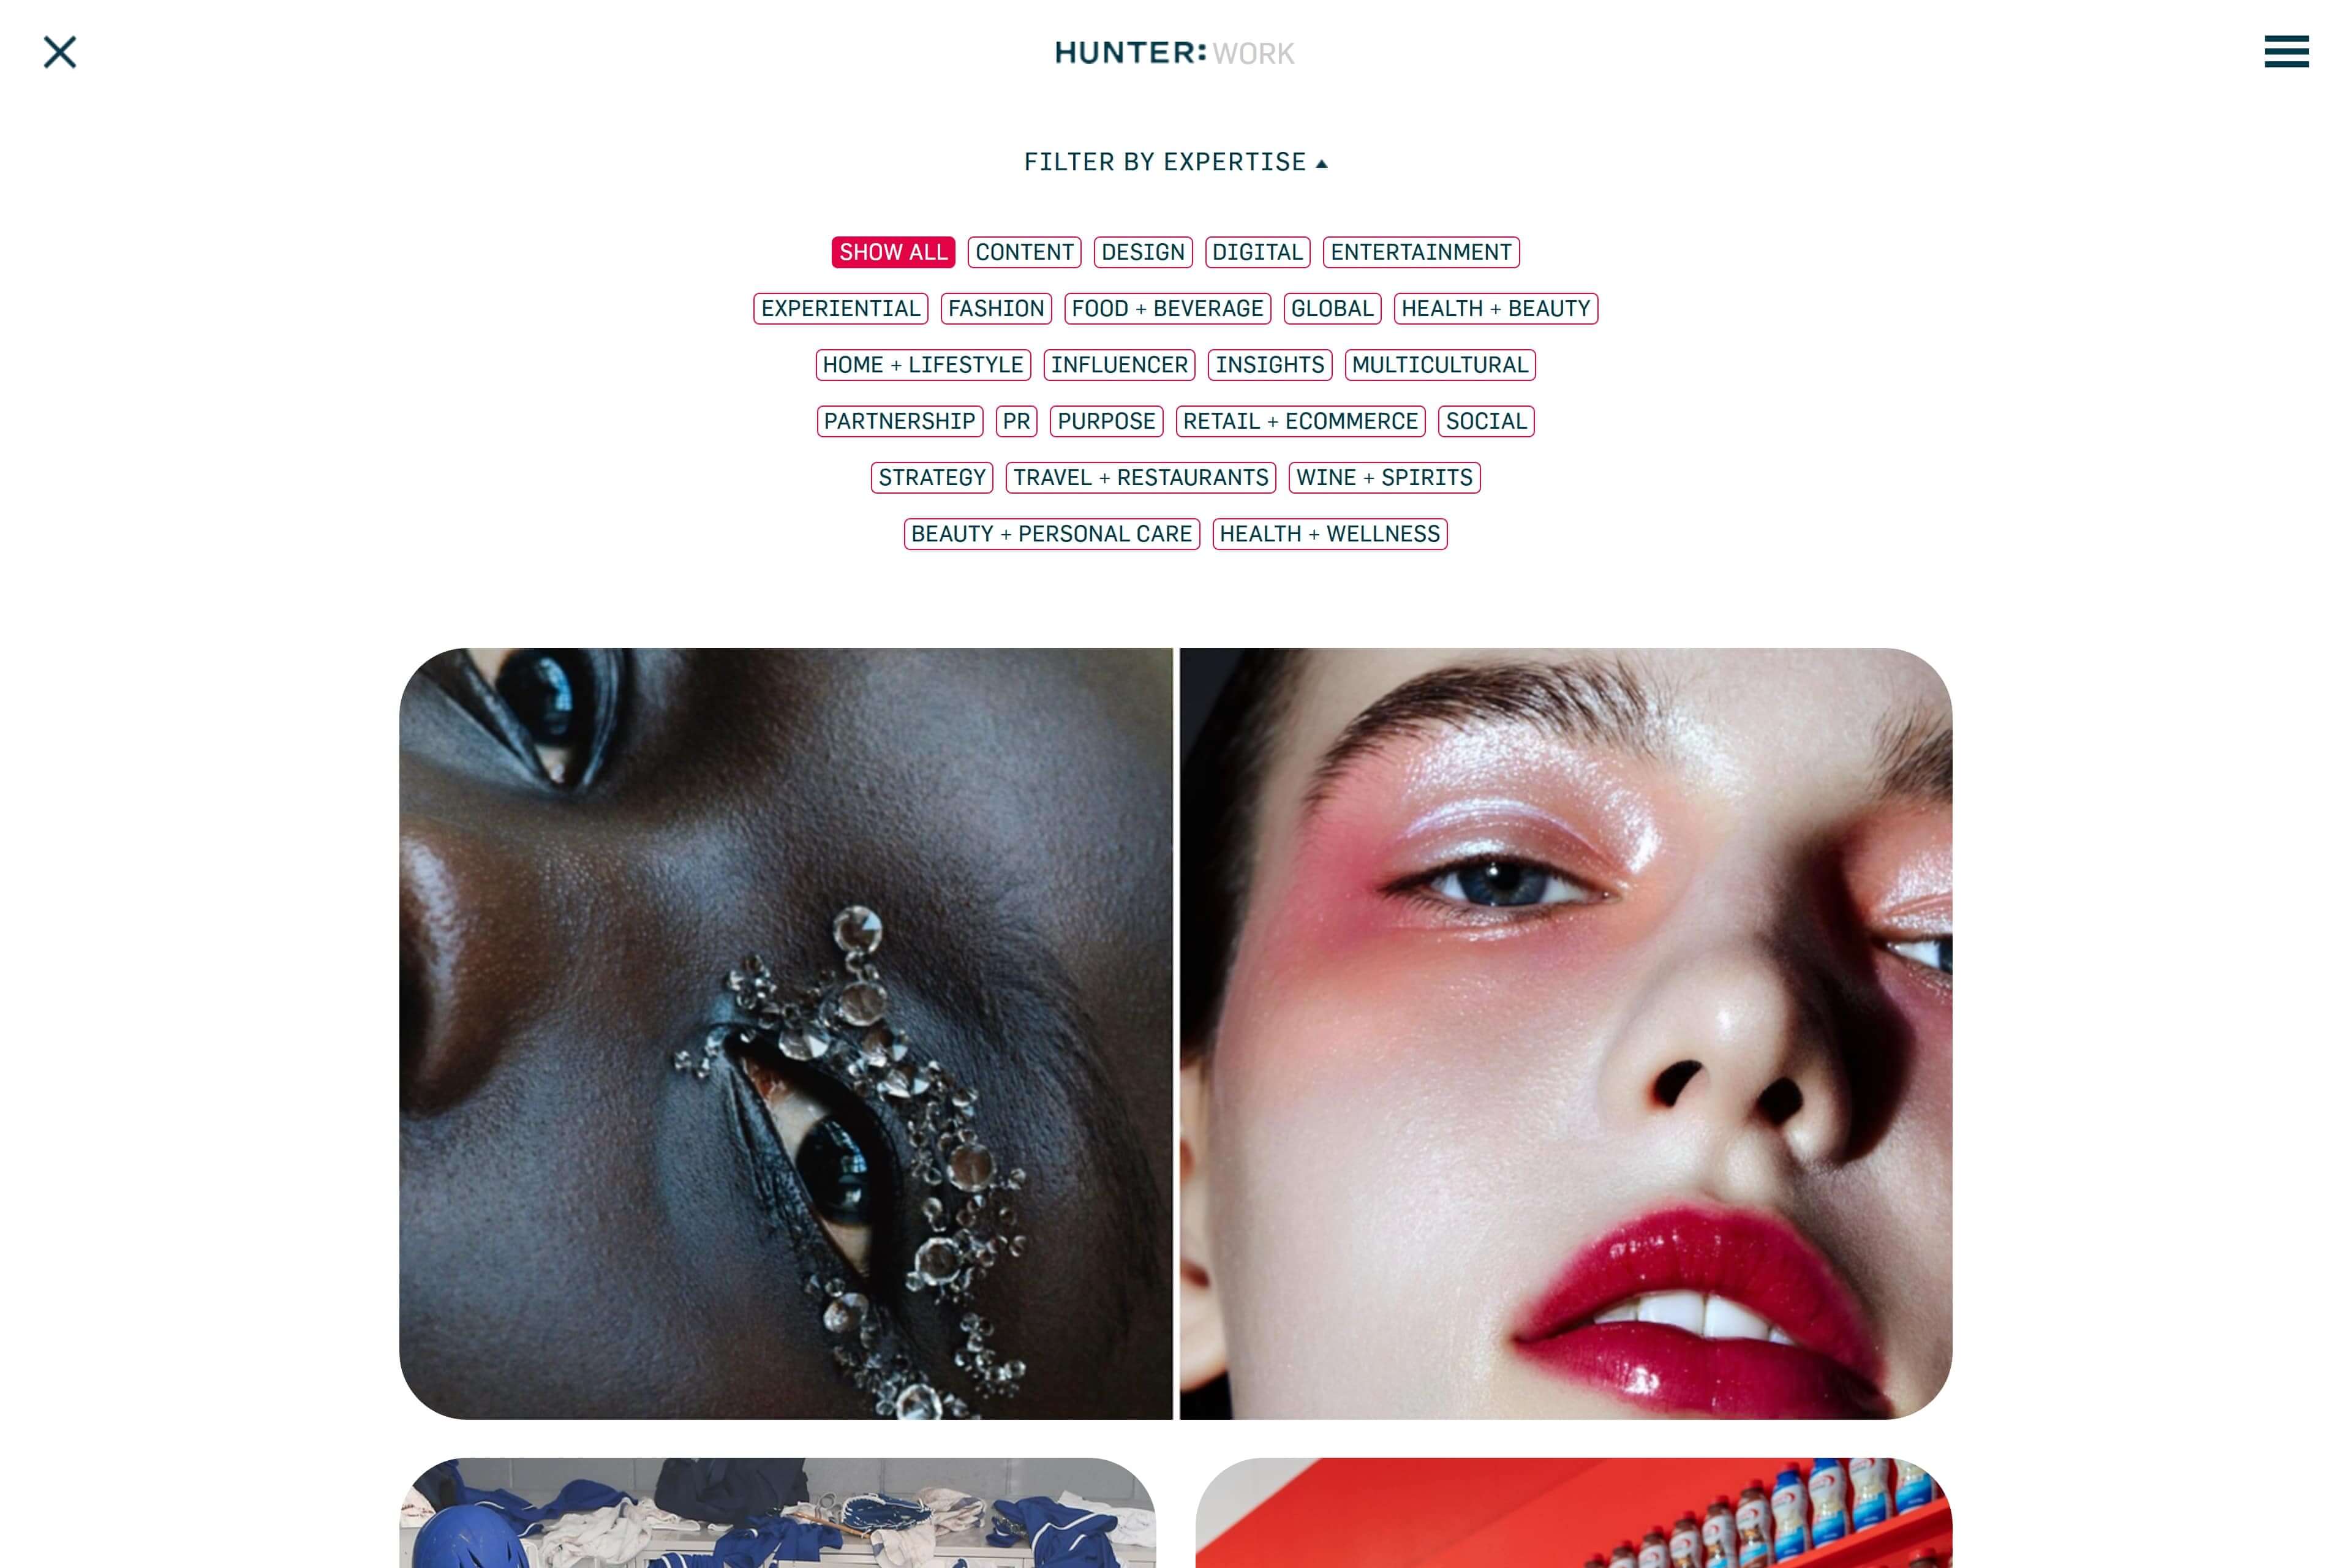 HUNTER: WORK
FILTER BY EXPERTISE
SHOW ALL CONTENT DESIGN DIGITAL ENTERTAINMENT
EXPERIENTIAL FASHION FOOD + BEVERAGE GLOBAL HEALTH + BEAUTY
HOME + LIFESTYLE INFLUENCER INSIGHTS MULTICULTURAL
PARTNERSHIP PR PURPOSE RETAIL + ECOMMERCE SOCIAL
STRATEGY TRAVEL + RESTAURANTS WINE + SPIRITS
BEAUTY + PERSONAL CARE HEALTH + WELLNESS